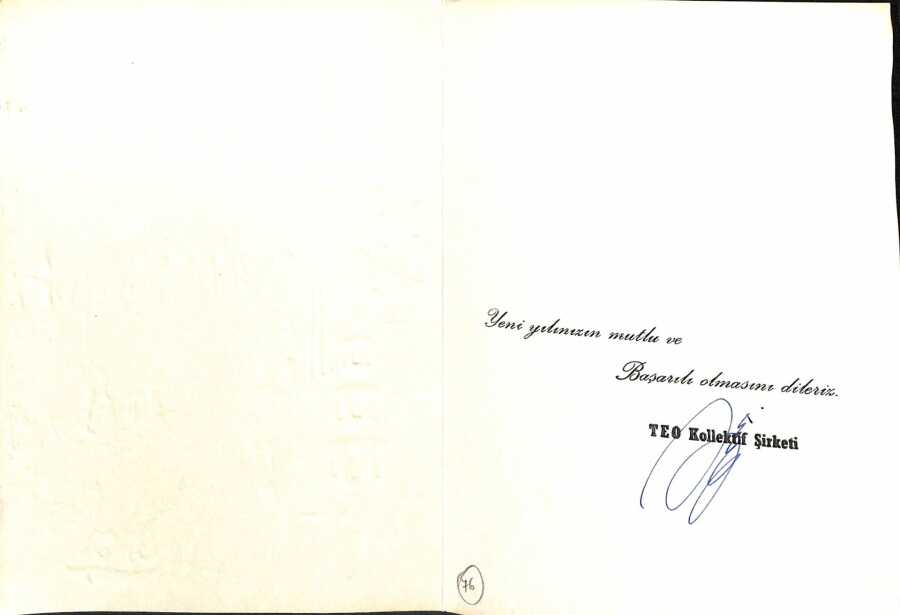 Yeni yılınızın mutlu ve
Başarılı olmasını dileriz.
TEO Kollektif Şirketi
76